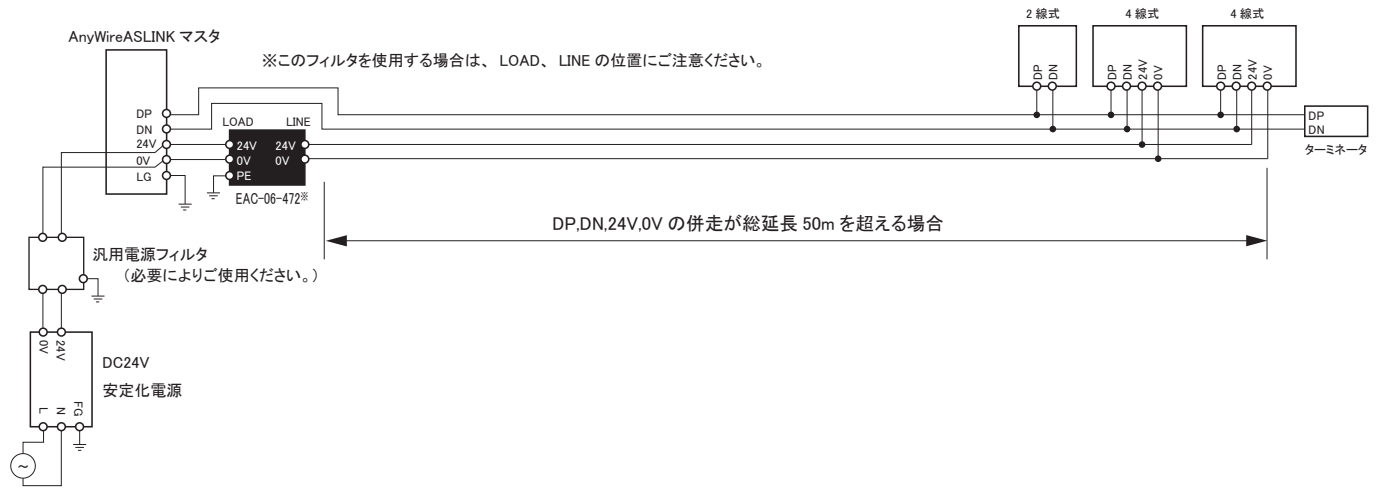 AnyWireASLINK マスタ
※このフィルタを使用する場合は、LOAD、LINE の位置にご注意ください。
2 線式
4 線式
4 線式
DP
DN
24V
0V
LG
LOAD
LINE
24V
24V
0V
0V
PE
EAC-06-472※
DP
DN
DP
DN
24V
0V
DP
DN
24V
0V
DP
DN
ターミネータ
DP,DN,24V,0V の併走が総延長 50m を超える場合
汎用電源フィルタ
（必要によりご使用ください。）
0V
24V
DC24V
安定化電源
L
N
FG